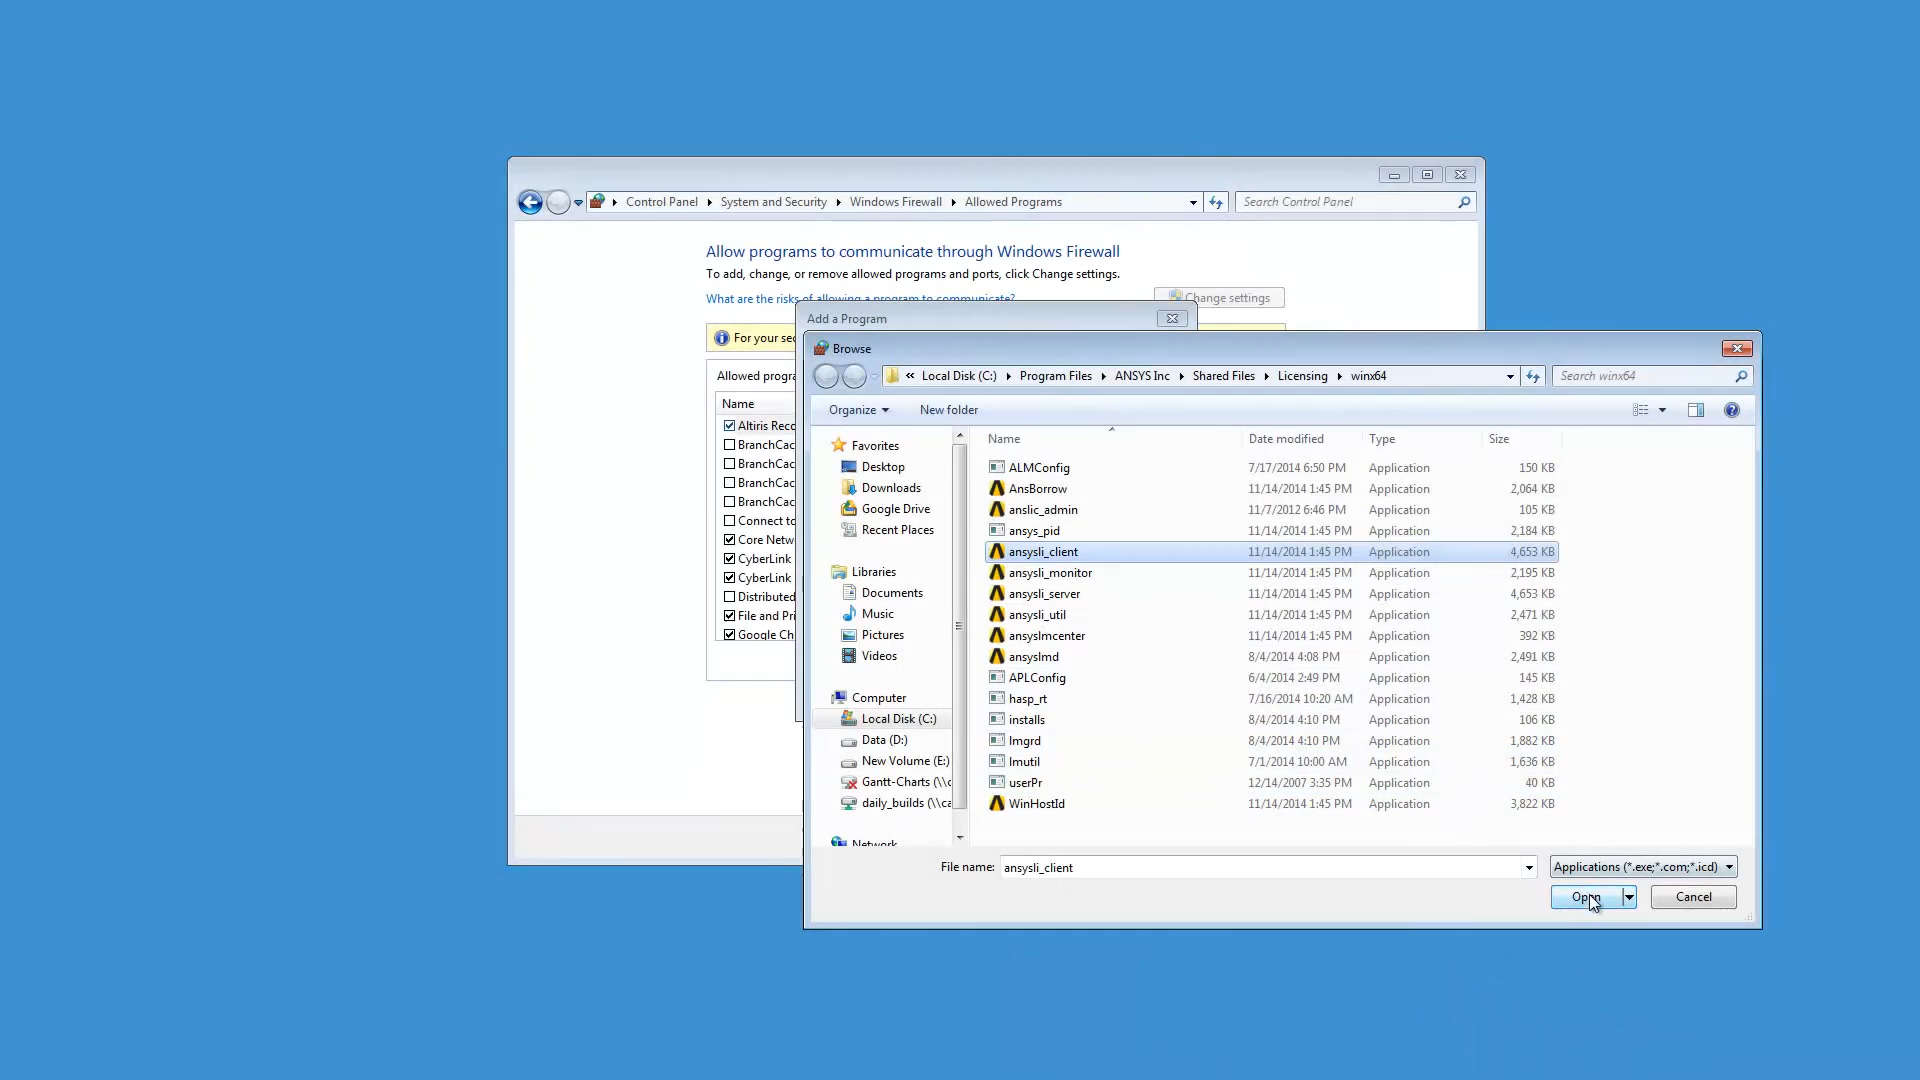 Control Panel System and Security Windows Firewall Allowed Programs
Search Control Panel
Allow programs to communicate through Windows Firewall
To add, change, or remove allowed programs and ports, click Change settings.
What are the risks of allowing a program to communicate?
Change settings
For your sec
Allowed progra
Name
Altiris Reco
BranchCac
BranchCac
BranchCac
BranchCac
Connect to
Core Netw
CyberLink
CyberLink
Distributed
File and Pri
Google Ch
Add a Program
Browse
« Local Disk (C:) Program Files ANSYS Inc Shared Files Licensing winx64
Search winx64
Organize New folder
Favorites
Desktop
Downloads
Google Drive
Recent Places
Libraries
Documents
Music
Pictures
Videos
Computer
Local Disk (C:)
Data (D:)
New Volume (E:)
Gantt-Charts (\\c
daily_builds (\\ca
Network
Name Date modified Type Size
ALMConfig 7/17/2014 6:50 PM Application 150 KB
AnsBorrow 11/14/2014 1:45 PM Application 2,064 KB
anslic_admin 11/7/2012 6:46 PM Application 105 KB
ansys_pid 11/14/2014 1:45 PM Application 2,184 KB
ansysli_client 11/14/2014 1:45 PM Application 4,653 KB
ansysli_monitor 11/14/2014 1:45 PM Application 2,195 KB
ansysli_server 11/14/2014 1:45 PM Application 4,653 KB
ansysli_util 11/14/2014 1:45 PM Application 2,471 KB
ansyslmcenter 11/14/2014 1:45 PM Application 392 KB
ansyslmd 8/4/2014 4:08 PM Application 2,491 KB
APLConfig 6/4/2014 2:49 PM Application 145 KB
hasp_rt 7/16/2014 10:20 AM Application 1,428 KB
installs 8/4/2014 4:10 PM Application 106 KB
lmgrd 8/4/2014 4:10 PM Application 1,882 KB
lmutil 7/1/2014 10:00 AM Application 1,636 KB
userPr 12/14/2007 3:35 PM Application 40 KB
WinHostId 11/14/2014 1:45 PM Application 3,822 KB
File name: ansysli_client
Applications (*.exe;*.com;*.icd)
Open Cancel